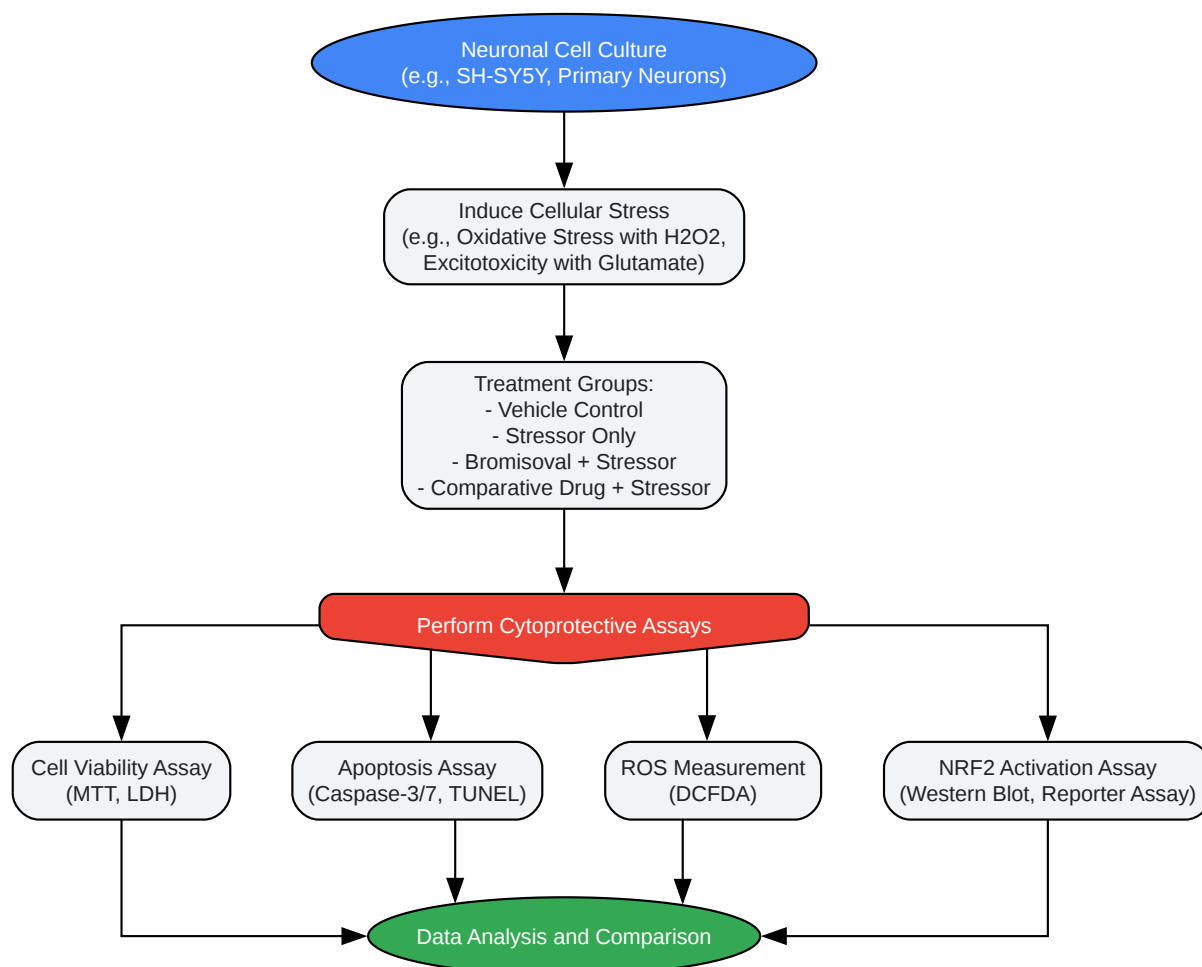 Neuronal Cell Culture
(e.g., SH-SY5Y, Primary Neurons)
Induce Cellular Stress
(e.g., Oxidative Stress with H2O2,
Excitotoxicity with Glutamate)
Treatment Groups:
- Vehicle Control
- Stressor Only
- Bromisoval + Stressor
- Comparative Drug + Stressor
Perform Cytoprotective Assays
Cell Viability Assay
(MTT, LDH)
Apoptosis Assay
(Caspase-3/7, TUNEL)
ROS Measurement
(DCFDA)
NRF2 Activation Assay
(Western Blot, Reporter Assay)
Data Analysis and Comparison